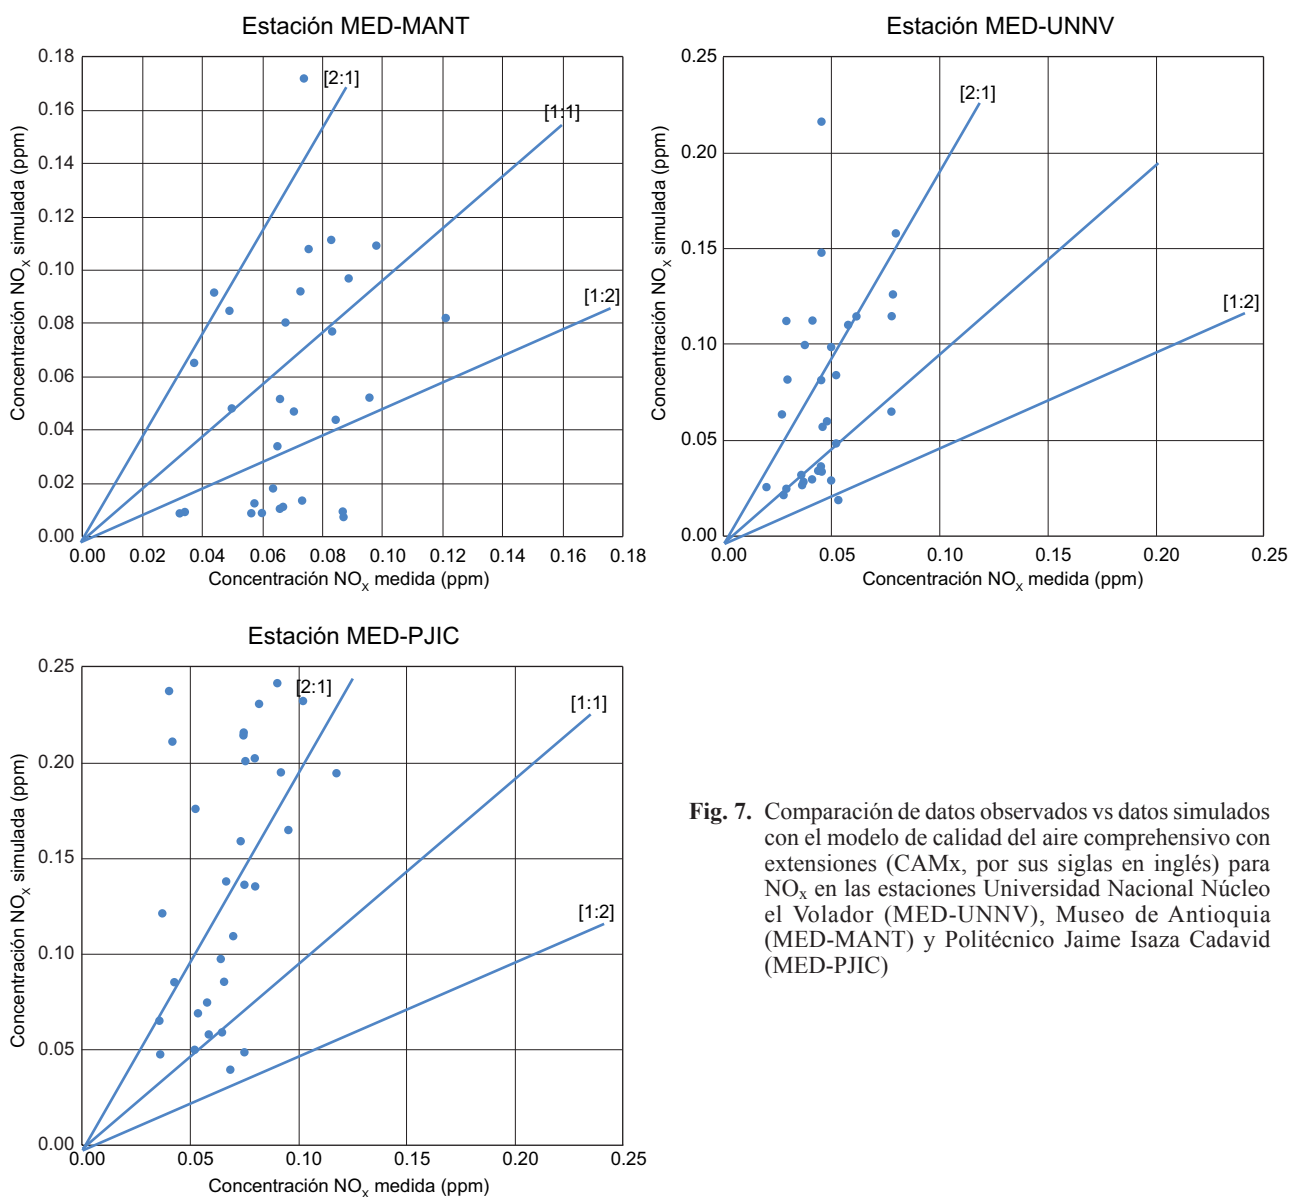 Estación MED-MANT
0.18
0.16
0.14
0.12
0.10
0.08
0.06
0.04
0.02
0.00
Concentración NOX simulada (ppm)
[2:1]
[1:1]
[1:2]
0.00 0.02 0.04 0.06 0.08 0.10 0.12 0.14 0.16 0.18
Concentración NOX medida (ppm)
Estación MED-UNNV
0.25
0.20
0.15
0.10
0.05
0.00
Concentración NOX simulada (ppm)
[2:1]
[1:2]
0.00 0.05 0.10 0.15 0.20 0.25
Concentración NOX medida (ppm)
Estación MED-PJIC
0.25
0.20
0.15
0.10
0.05
0.00
Concentración NOX simulada (ppm)
[2:1]
[1:1]
[1:2]
0.00 0.05 0.10 0.15 0.20 0.25
Concentración NOX medida (ppm)
Fig. 7. Comparación de datos observados vs datos simulados
con el modelo de calidad del aire comprehensivo con
extensiones (CAMx, por sus siglas en inglés) para
NOx en las estaciones Universidad Nacional Núcleo
el Volador (MED-UNNV), Museo de Antioquia
(MED-MANT) y Politécnico Jaime Isaza Cadavid
(MED-PJIC)